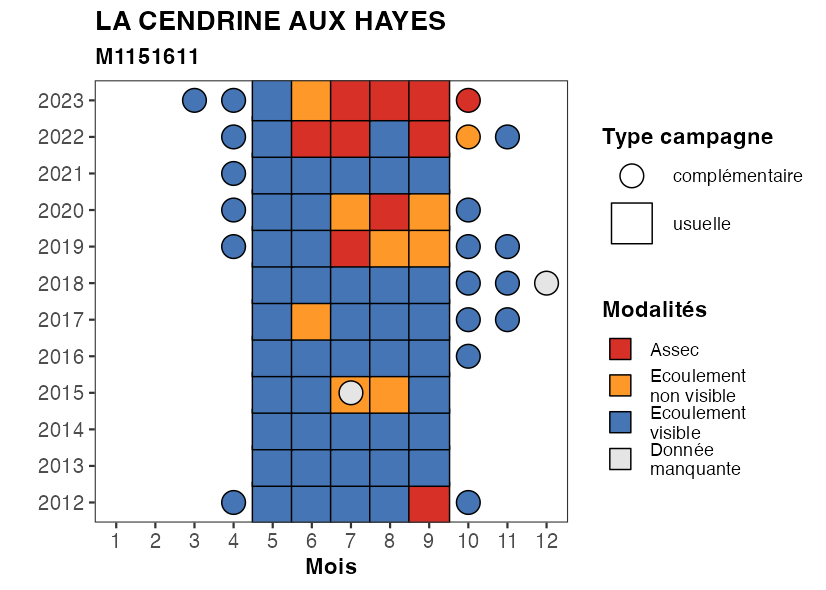 LA CENDRINE AUX HAYES
M1151611
2023
2022
2021
2020
2019
2018
2017
2016
2015
2014
2013
2012
1 2 3 4 5 6 7 8 9 10 11 12
Mois
Type campagne
complémentaire
usuelle
Modalités
Assec
Ecoulement
non visible
Ecoulement
visible
Donnée
manquante